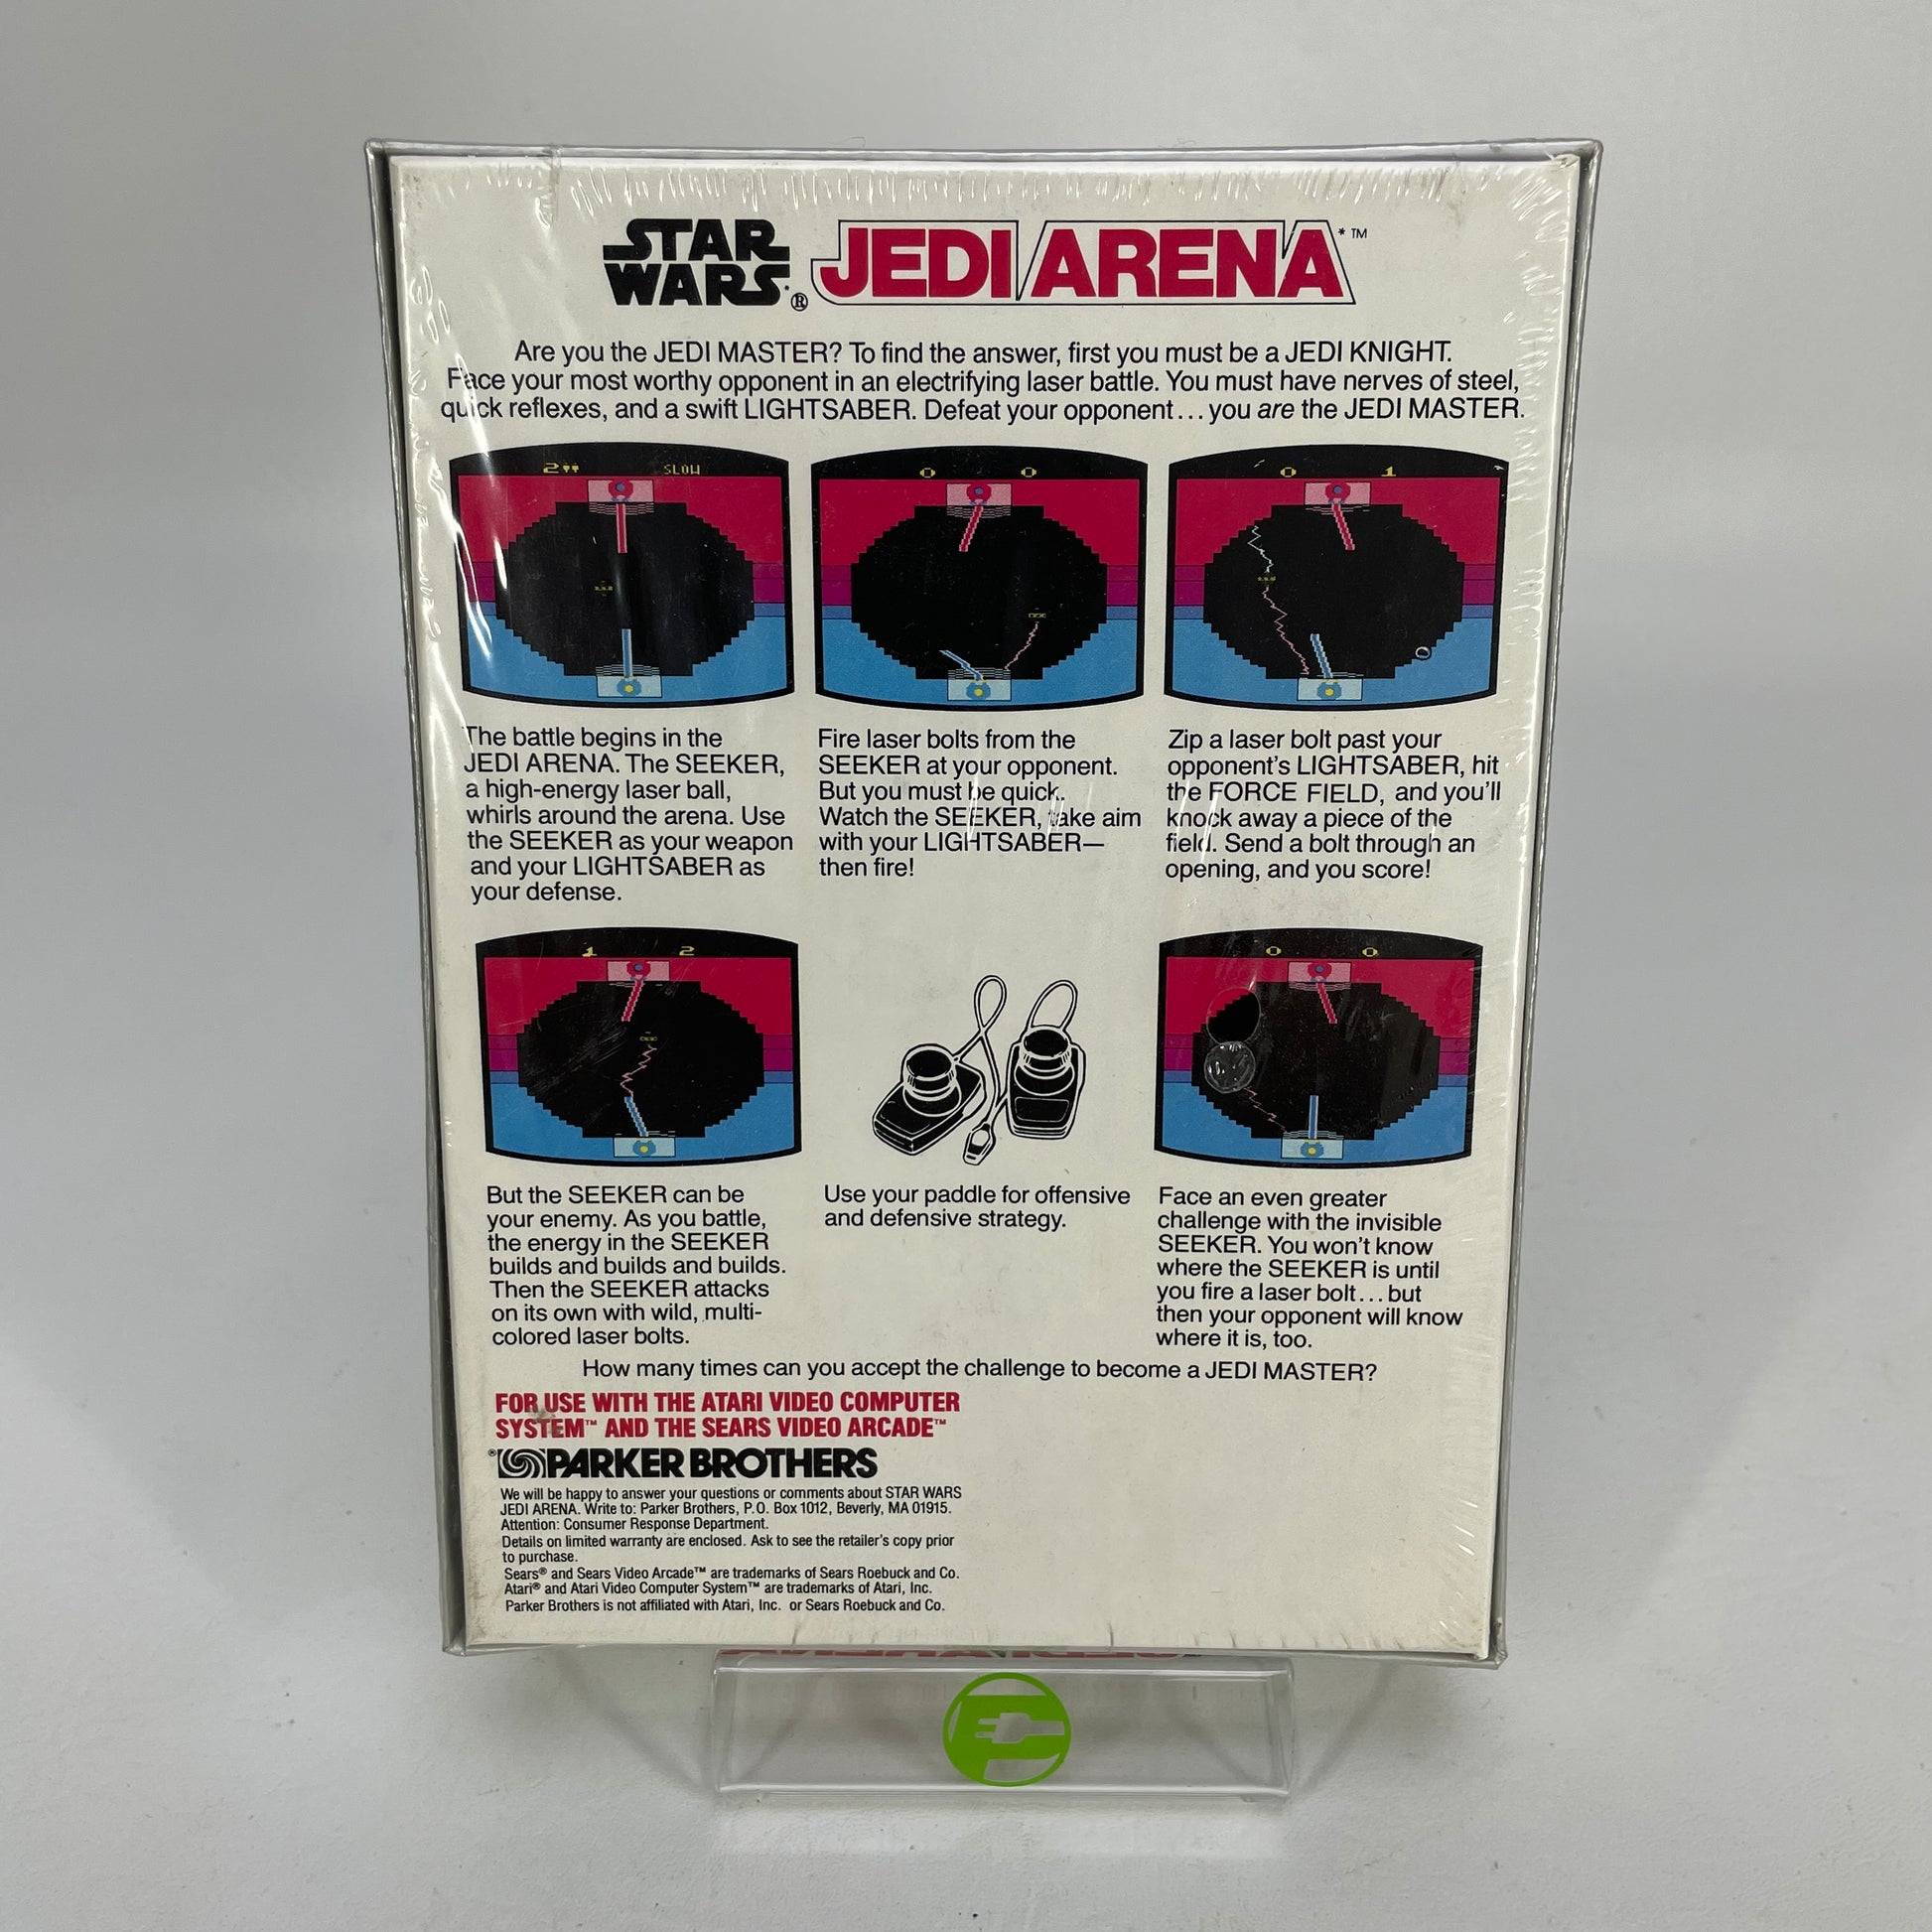 STAR WARS® JEDI ARENA*™
Are you the JEDI MASTER? To find the answer, first you must be a JEDI KNIGHT.
Face your most worthy opponent in an electrifying laser battle. You must have nerves of steel,
quick reflexes, and a swift LIGHTSABER. Defeat your opponent...you are the JEDI MASTER.
2 SLOW
0 0
0 1
The battle begins in the
JEDI ARENA. The SEEKER,
a high-energy laser ball,
whirls around the arena. Use
the SEEKER as your weapon
and your LIGHTSABER as
your defense.
Fire laser bolts from the
SEEKER at your opponent.
But you must be quick.
Watch the SEEKER, take aim
with your LIGHTSABER—
then fire!
Zip a laser bolt past your
opponent's LIGHTSABER, hit
the FORCE FIELD, and you'll
knock away a piece of the
field. Send a bolt through an
opening, and you score!
1 2
0 0
But the SEEKER can be
your enemy. As you battle,
the energy in the SEEKER
builds and builds and builds.
Then the SEEKER attacks
on its own with wild, multi-
colored laser bolts.
Use your paddle for offensive
and defensive strategy.
Face an even greater
challenge with the invisible
SEEKER. You won't know
where the SEEKER is until
you fire a laser bolt...but
then your opponent will know
where it is, too.
How many times can you accept the challenge to become a JEDI MASTER?
FOR USE WITH THE ATARI VIDEO COMPUTER
SYSTEM™ AND THE SEARS VIDEO ARCADE™
® PARKER BROTHERS
We will be happy to answer your questions or comments about STAR WARS
JEDI ARENA. Write to: Parker Brothers, P.O. Box 1012, Beverly, MA 01915.
Attention: Consumer Response Department.
Details on limited warranty are enclosed. Ask to see the retailer's copy prior
to purchase.
Sears® and Sears Video Arcade™ are trademarks of Sears Roebuck and Co.
Atari® and Atari Video Computer System™ are trademarks of Atari, Inc.
Parker Brothers is not affiliated with Atari, Inc. or Sears Roebuck and Co.